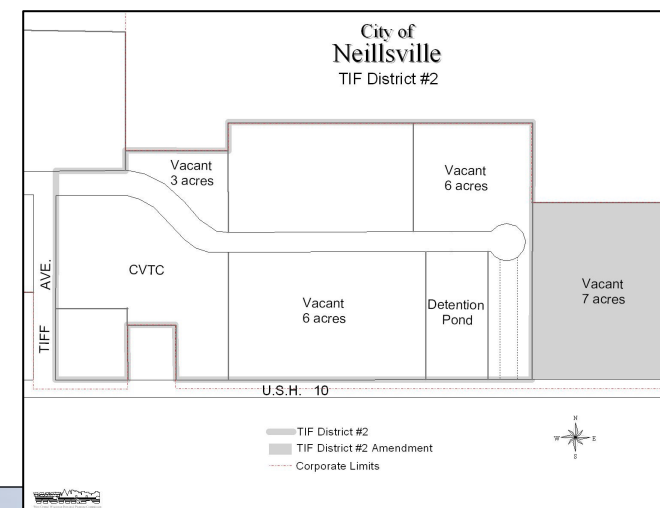 City of
Neillsville
TIF District #2
Vacant
3 acres
Vacant
6 acres
CVTC
TIFF AVE.
Vacant
6 acres
Detention
Pond
Vacant
7 acres
U.S.H. 10
TIF District #2
TIF District #2 Amendment
Corporate Limits
N
W E
S